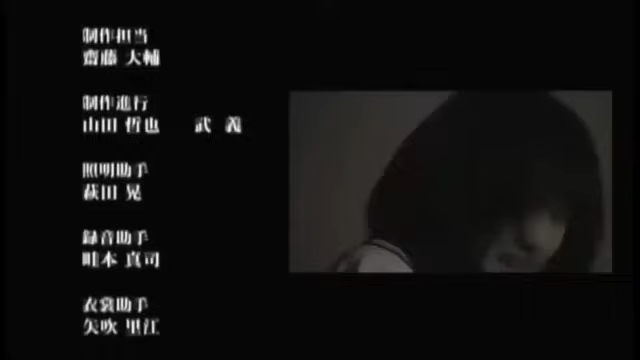 制作担当
齋藤 大輔
制作進行
山田 哲也 武 義
照明助手
萩田 晃
録音助手
畦本 真司
衣裳助手
矢吹 里江